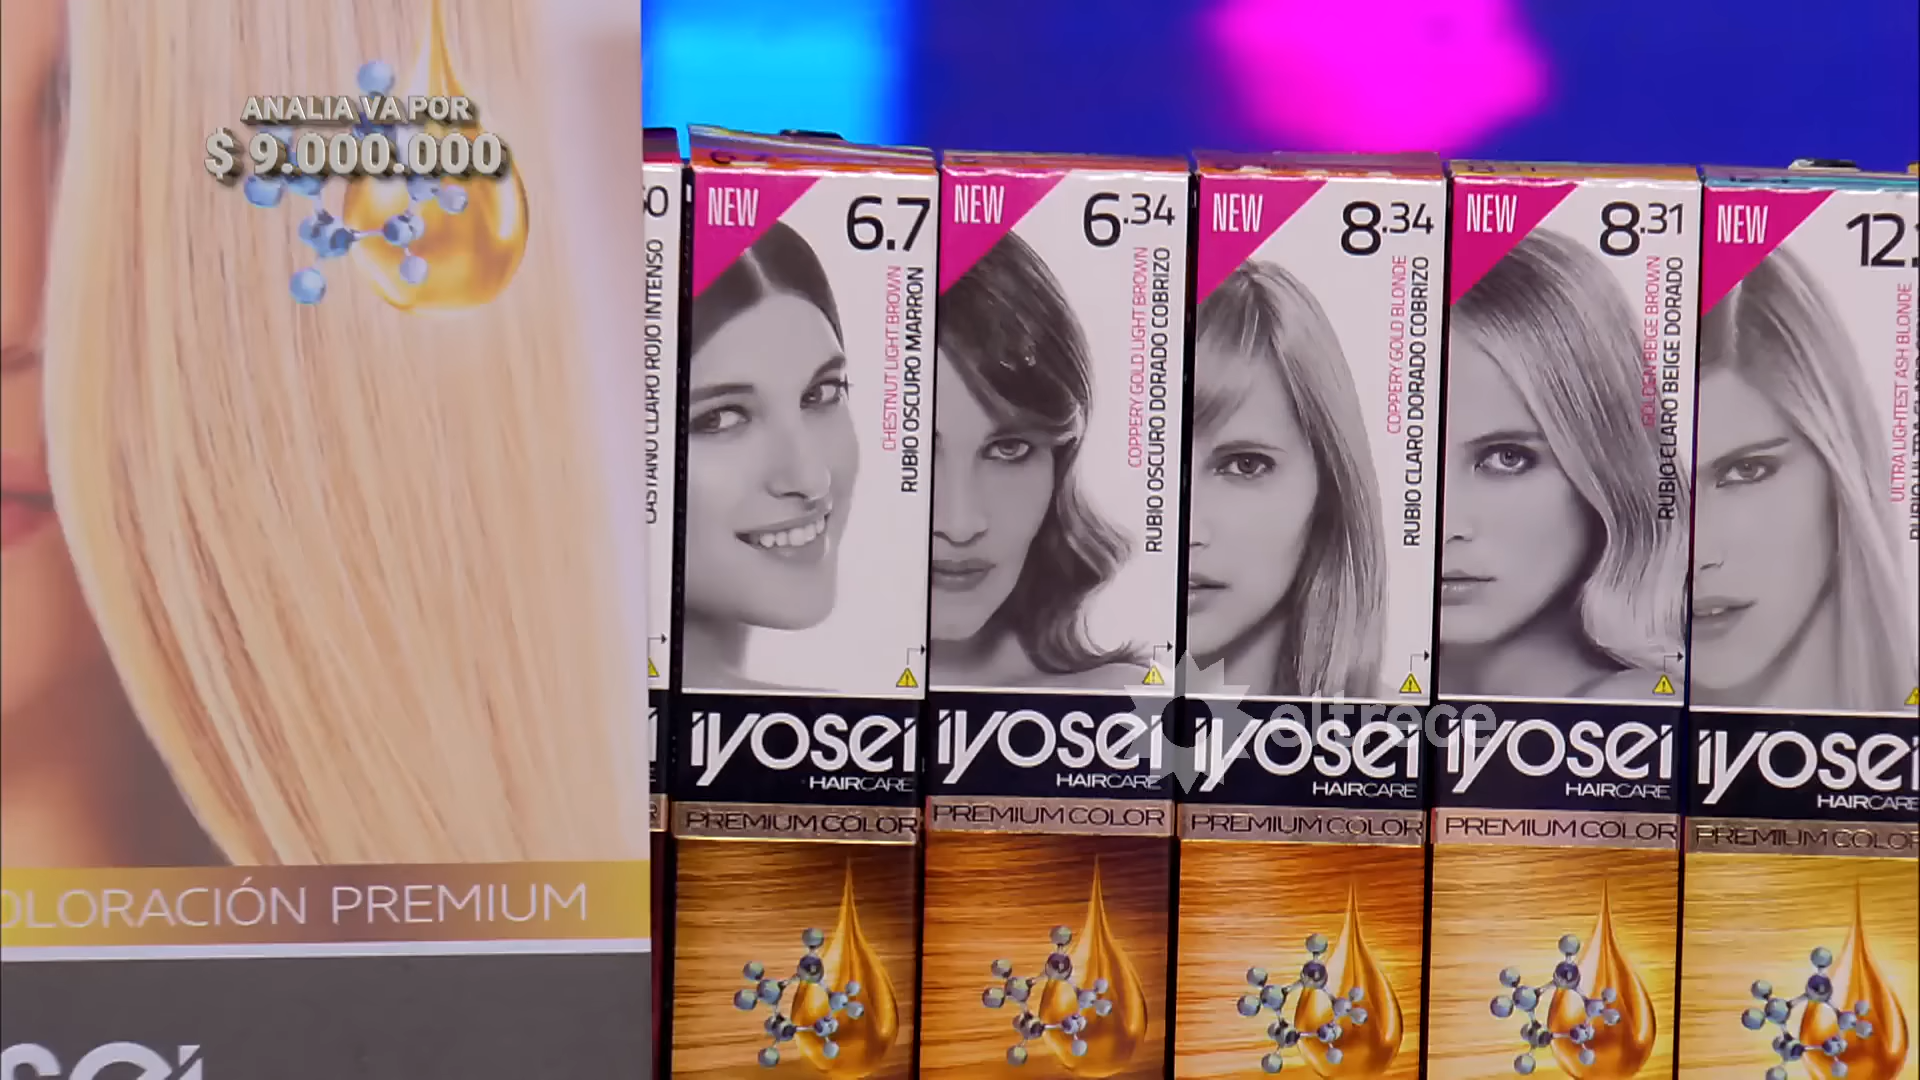 ANALIA VA POR
$ 9.000.000
COLORACIÓN PREMIUM
CASTAÑO CLARO ROJO INTENSO
NEW
6.7
CHESTNUT LIGHT BROWN
RUBIO OSCURO MARRON
iyosei
HAIRCARE
PREMIUM COLOR
NEW
6.34
COPPERY GOLD LIGHT BROWN
RUBIO OSCURO DORADO COBRIZO
iyosei
HAIRCARE
PREMIUM COLOR
NEW
8.34
COPPERY GOLD BLONDE
RUBIO CLARO DORADO COBRIZO
iyosei
HAIRCARE
PREMIUM COLOR
NEW
8.31
GOLDEN BEIGE BROWN
RUBIO CLARO BEIGE DORADO
iyosei
HAIRCARE
PREMIUM COLOR
NEW
12.
ULTRA LIGHTEST ASH BLONDE
iyosei
HAIRCARE
PREMIUM COLOR
eltrece